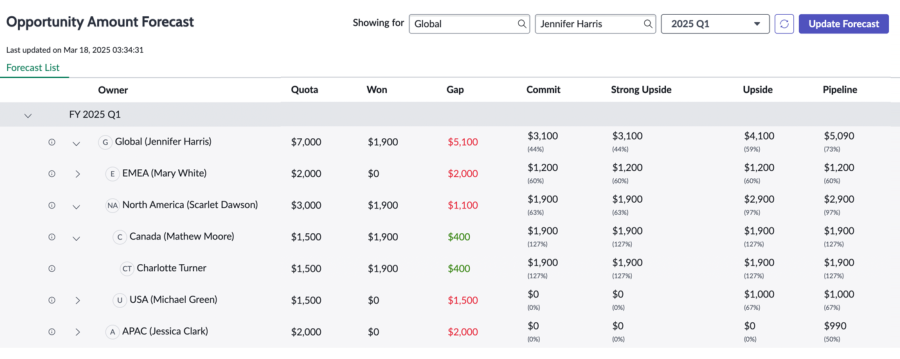 Opportunity Amount Forecast
Showing for Global Jennifer Harris 2025 Q1 Update Forecast
Last updated on Mar 18, 2025 03:34:31
Forecast List
Owner Quota Won Gap Commit Strong Upside Upside Pipeline
FY 2025 Q1
G Global (Jennifer Harris) $7,000 $1,900 $5,100 $3,100 $3,100 $4,100 $5,090
(44%) (44%) (59%) (73%)
E EMEA (Mary White) $2,000 $0 $2,000 $1,200 $1,200 $1,200 $1,200
(60%) (60%) (60%) (60%)
NA North America (Scarlet Dawson) $3,000 $1,900 $1,100 $1,900 $1,900 $2,900 $2,900
(63%) (63%) (97%) (97%)
C Canada (Mathew Moore) $1,500 $1,900 $400 $1,900 $1,900 $1,900 $1,900
(127%) (127%) (127%) (127%)
CT Charlotte Turner $1,500 $1,900 $400 $1,900 $1,900 $1,900 $1,900
(127%) (127%) (127%) (127%)
U USA (Michael Green) $1,500 $0 $1,500 $0 $0 $1,000 $1,000
(0%) (0%) (67%) (67%)
A APAC (Jessica Clark) $2,000 $0 $2,000 $0 $0 $0 $990
(0%) (0%) (0%) (50%)